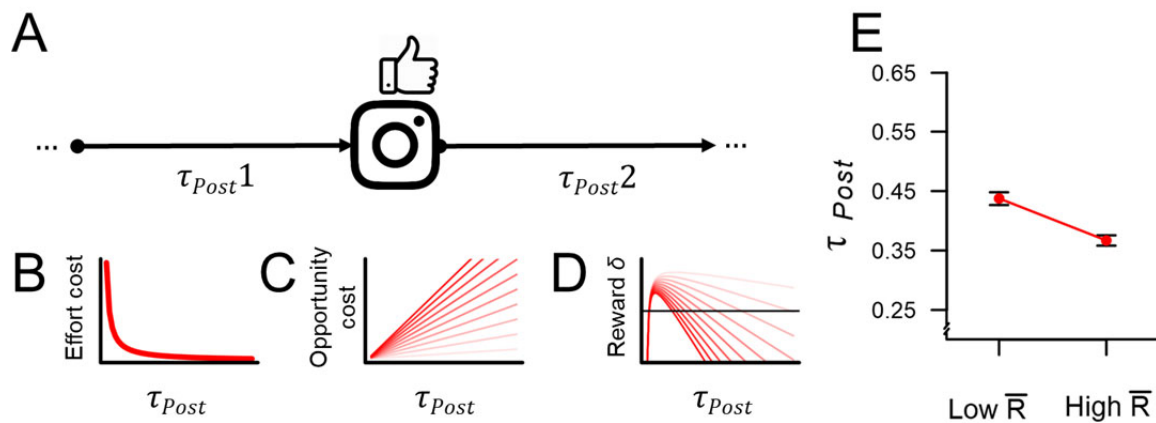 A
... τPost1 τPost2 ...
B
Effort cost
τPost
C
Opportunity
cost
τPost
D
Reward δ
τPost
E
0.65
0.55
0.45
0.35
0.25
τ Post
Low R̅ High R̅